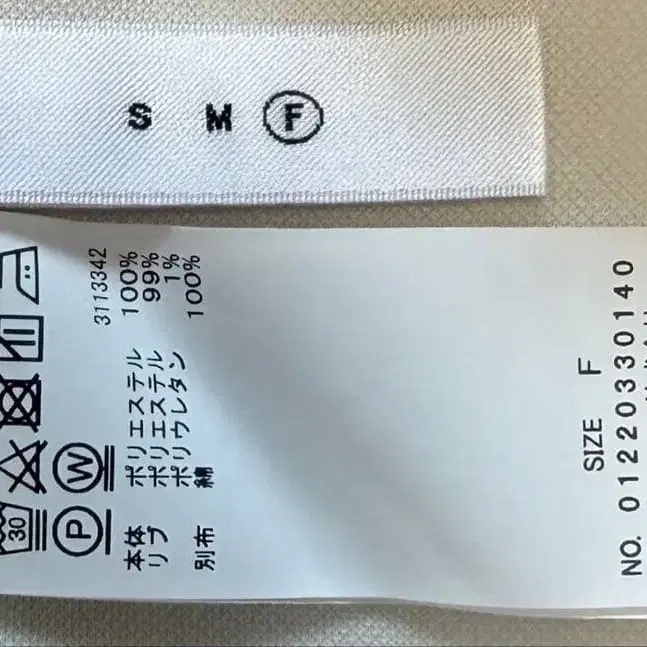 S M F
3113342
本体 ポリエステル 100%
リブ ポリエステル 99%
ポリウレタン 1%
別布 綿 100%
30
P W
SIZE F
NO. 01220330140